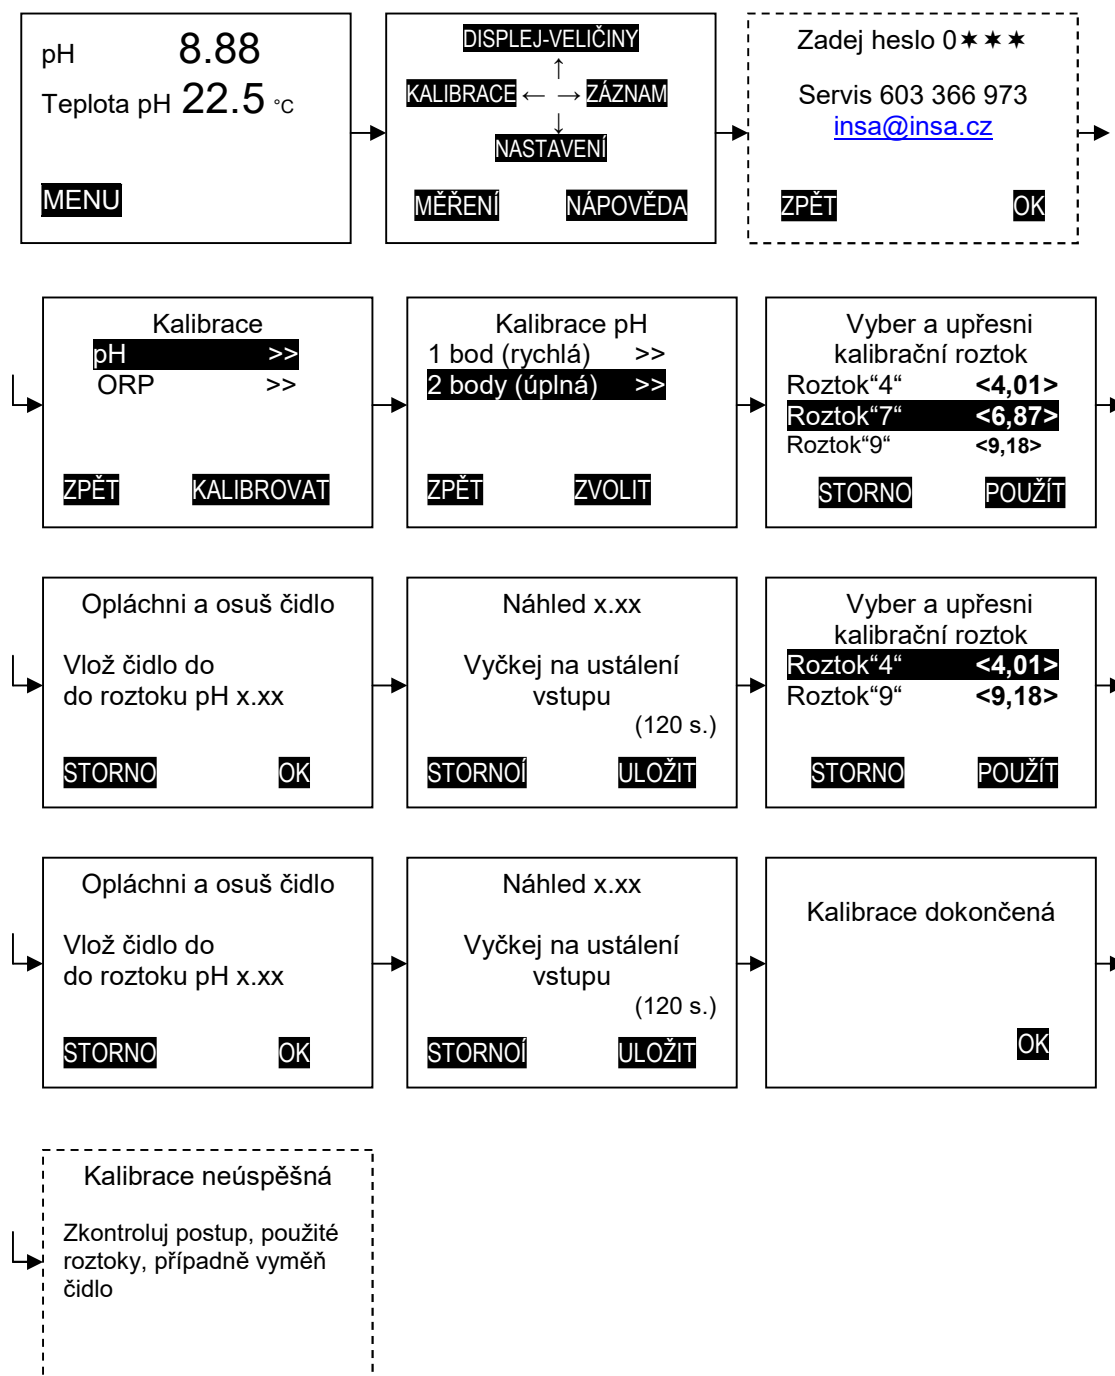 pH 8.88
Teplota pH 22.5 °C
MENU
DISPLEJ-VELIČINY
↑
KALIBRACE ← → ZÁZNAM
↓
NASTAVENÍ
MĚŘENÍ NÁPOVĚDA
Zadej heslo 0✶✶✶
Servis 603 366 973
insa@insa.cz
ZPĚT OK
Kalibrace
pH >>
ORP >>
ZPĚT KALIBROVAT
Kalibrace pH
1 bod (rychlá) >>
2 body (úplná) >>
ZPĚT ZVOLIT
Vyber a upřesni
kalibrační roztok
Roztok“4“ <4,01>
Roztok“7“ <6,87>
Roztok“9“ <9,18>
STORNO POUŽÍT
Opláchni a osuš čidlo
Vlož čidlo do
do roztoku pH x.xx
STORNO OK
Náhled x.xx
Vyčkej na ustálení
vstupu
(120 s.)
STORNOÍ ULOŽIT
Vyber a upřesni
kalibrační roztok
Roztok“4“ <4,01>
Roztok“9“ <9,18>
STORNO POUŽÍT
Opláchni a osuš čidlo
Vlož čidlo do
do roztoku pH x.xx
STORNO OK
Náhled x.xx
Vyčkej na ustálení
vstupu
(120 s.)
STORNOÍ ULOŽIT
Kalibrace dokončená
OK
Kalibrace neúspěšná
Zkontroluj postup, použité
roztoky, případně vyměň
čidlo